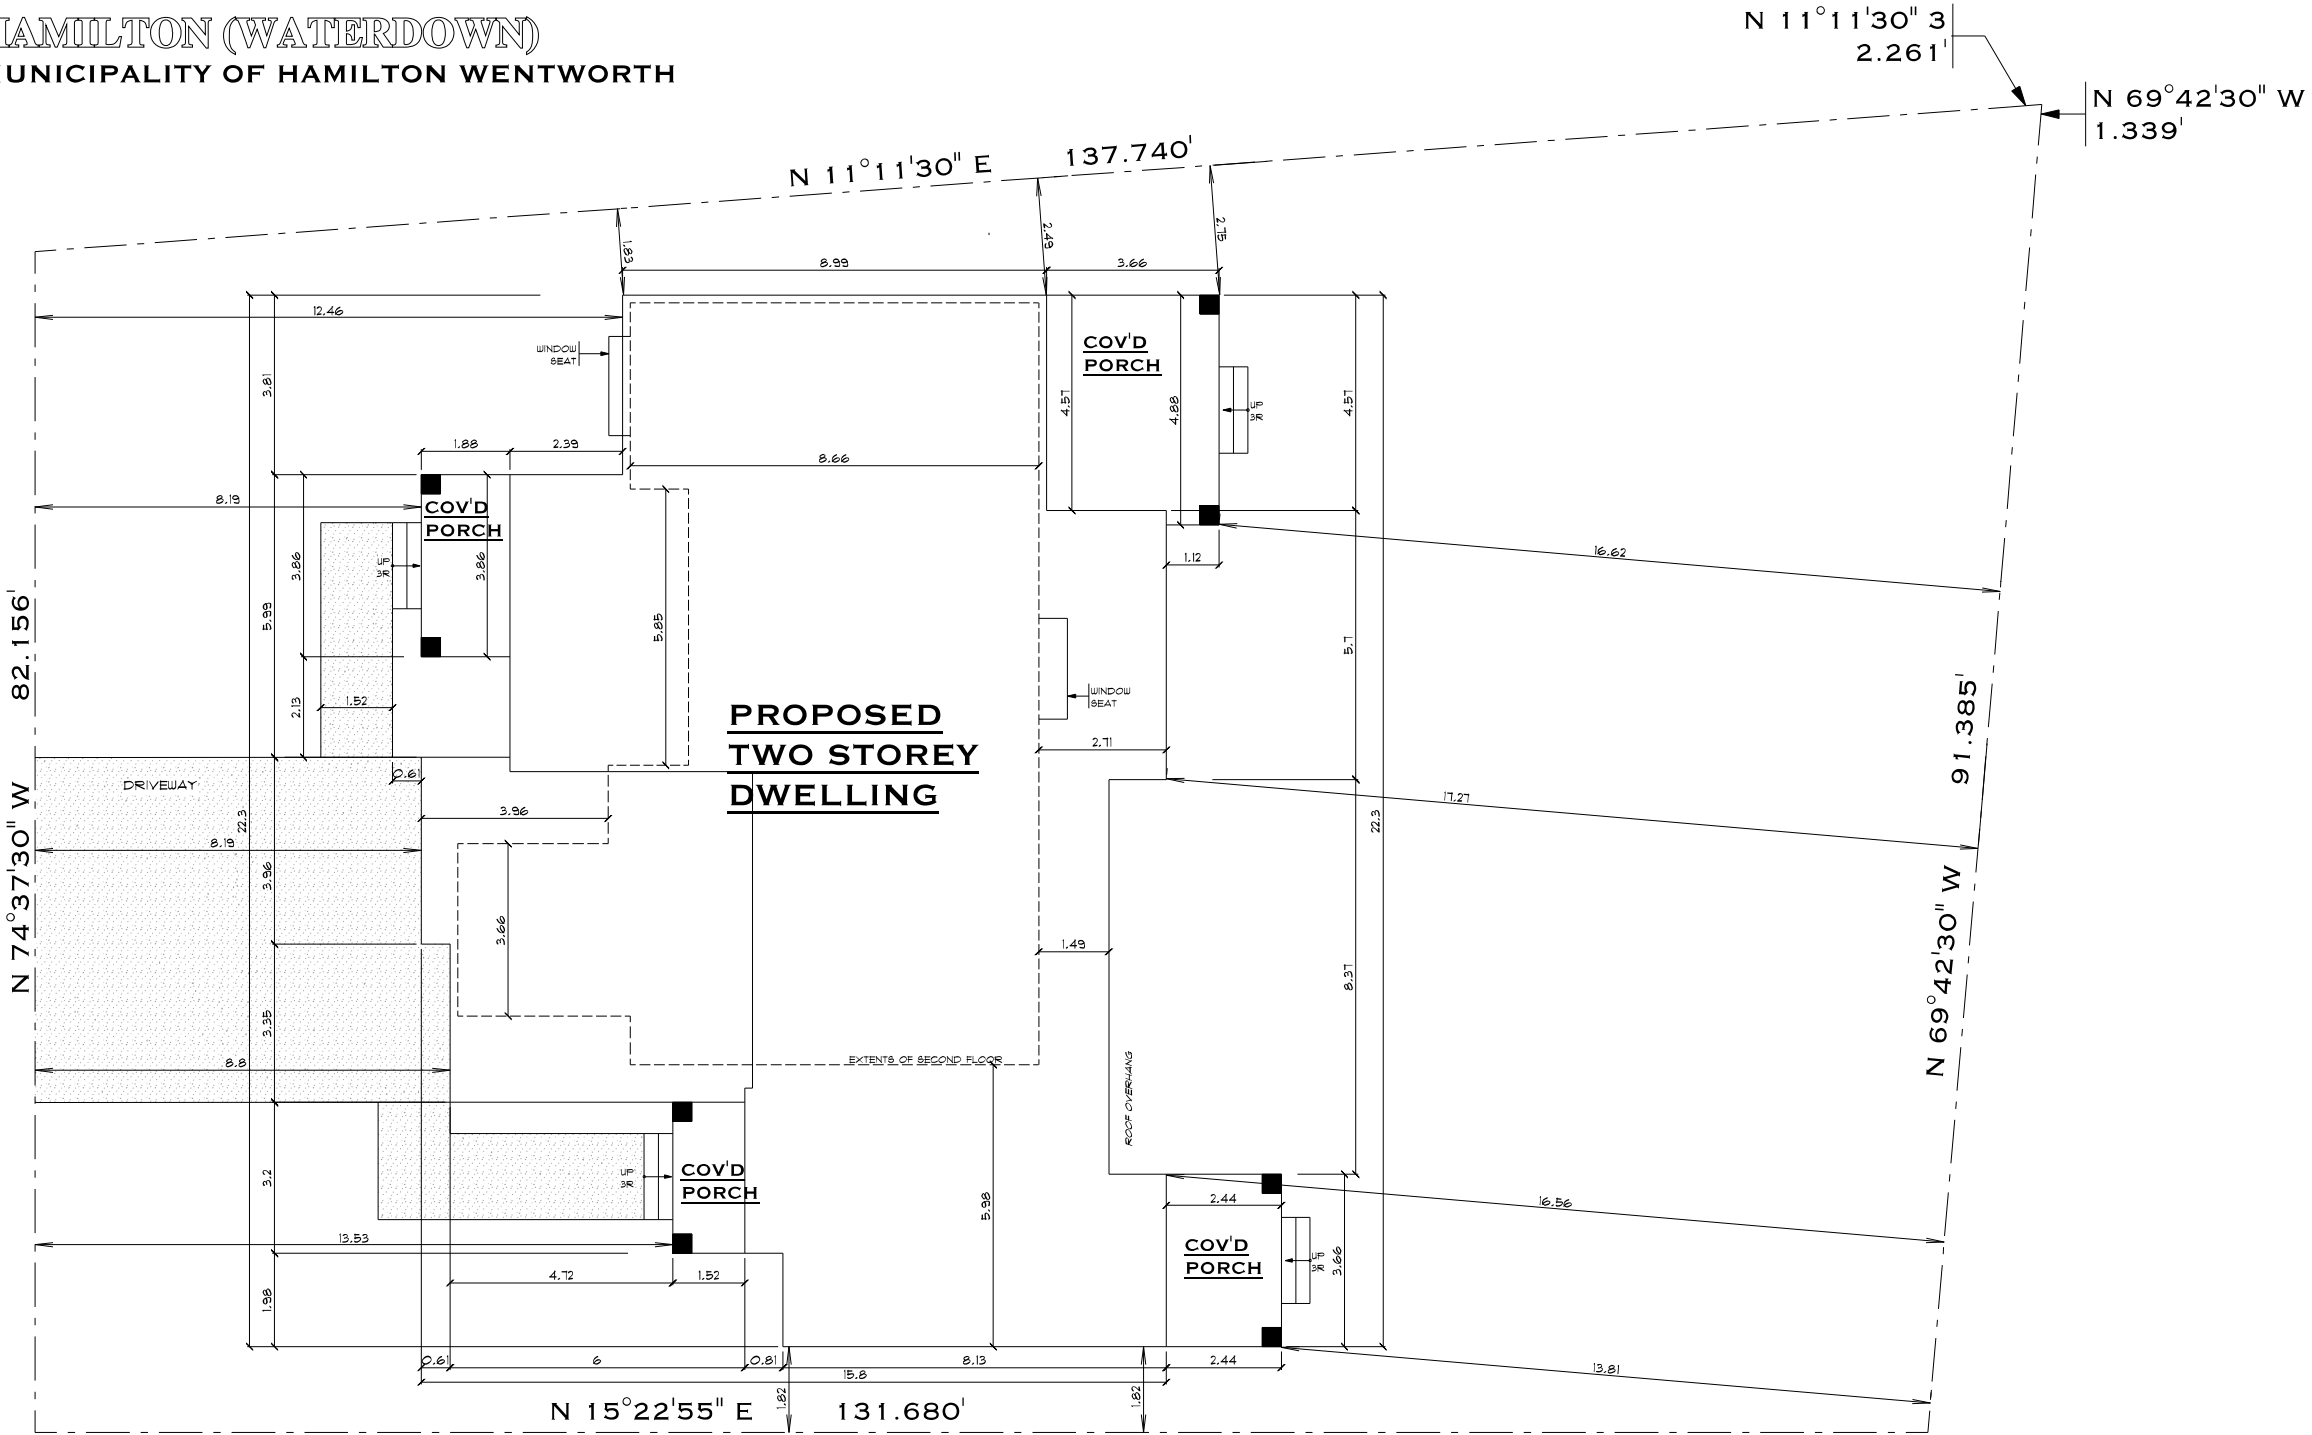 HAMILTON (WATERDOWN)
MUNICIPALITY OF HAMILTON WENTWORTH
N 11°11'30" 3
2.261'
N 69°42'30" W
1.339'
N 11°11'30" E 137.740'
1.83
2.49
2.75
8.99
3.66
12.46
WINDOW
SEAT
COV'D
PORCH
3.81
4.57
4.88
4.57
UP
3R
1.88
2.39
8.66
8.19
COV'D
PORCH
UP
3R
3.86
3.86
5.99
5.85
1.12
16.62
5.7
2.13
1.52
WINDOW
SEAT
PROPOSED
TWO STOREY
DWELLING
2.71
N 74°37'30" W 82.156'
DRIVEWAY
0.61
3.96
22.3
22.3
8.19
3.96
17.27
N 69°42'30" W 91.385'
3.66
1.49
8.37
3.35
8.8
EXTENTS OF SECOND FLOOR
ROOF OVERHANG
3.2
UP
3R
COV'D
PORCH
5.98
2.44
16.56
13.53
COV'D
PORCH
UP
3R
3.66
4.72
1.52
1.98
0.61
6
0.81
8.13
2.44
15.8
13.81
1.82
1.82
N 15°22'55" E 131.680'